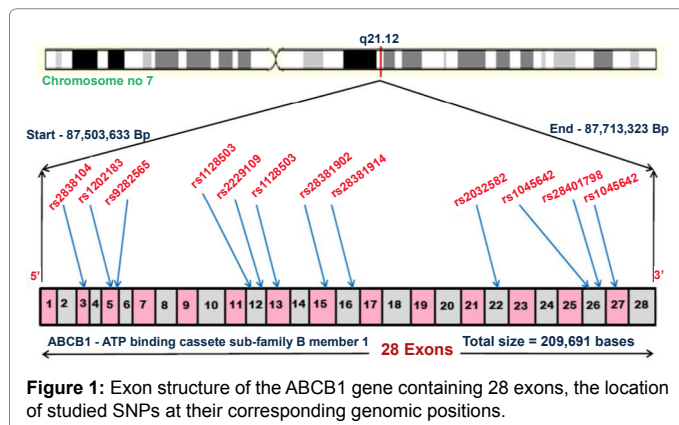 q21.12
Chromosome no 7
Start - 87,503,633 Bp
End - 87,713,323 Bp
rs2838104
rs1202183
rs9282565
rs1128503
rs2229109
rs1128503
rs28381902
rs28381914
rs2032582
rs1045642
rs28401798
rs1045642
5'
3'
1 2 3 4 5 6 7 8 9 10 11 12 13 14 15 16 17 18 19 20 21 22 23 24 25 26 27 28
ABCB1 - ATP binding cassete sub-family B member 1
Total size = 209,691 bases
28 Exons
Figure 1: Exon structure of the ABCB1 gene containing 28 exons, the location
of studied SNPs at their corresponding genomic positions.